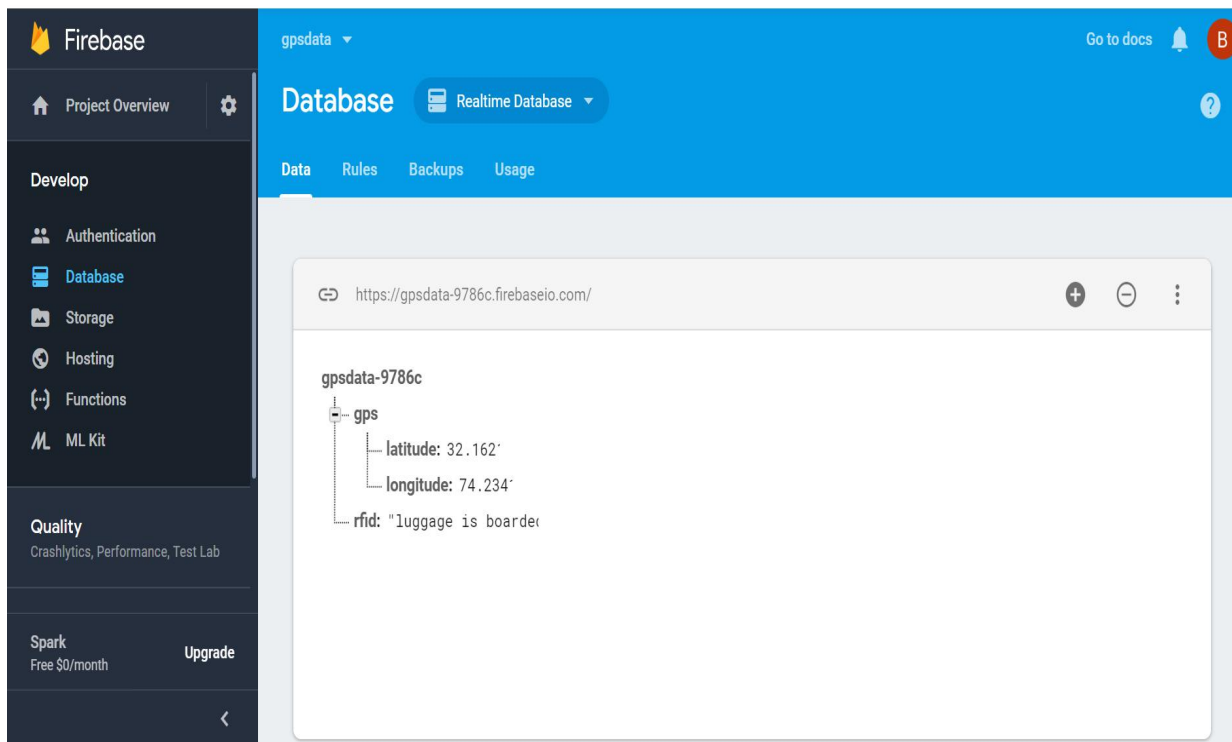 Firebase
gpsdata
Go to docs
B
Project Overview
Database
Realtime Database
Develop
Data Rules Backups Usage
Authentication
Database
Storage
Hosting
Functions
ML Kit
https://gpsdata-9786c.firebaseio.com/
gpsdata-9786c
gps
latitude: 32.162
longitude: 74.234
rfid: "luggage is
Quality
Crashlytics, Performance, Test Lab
Spark
Free $0/month
Upgrade